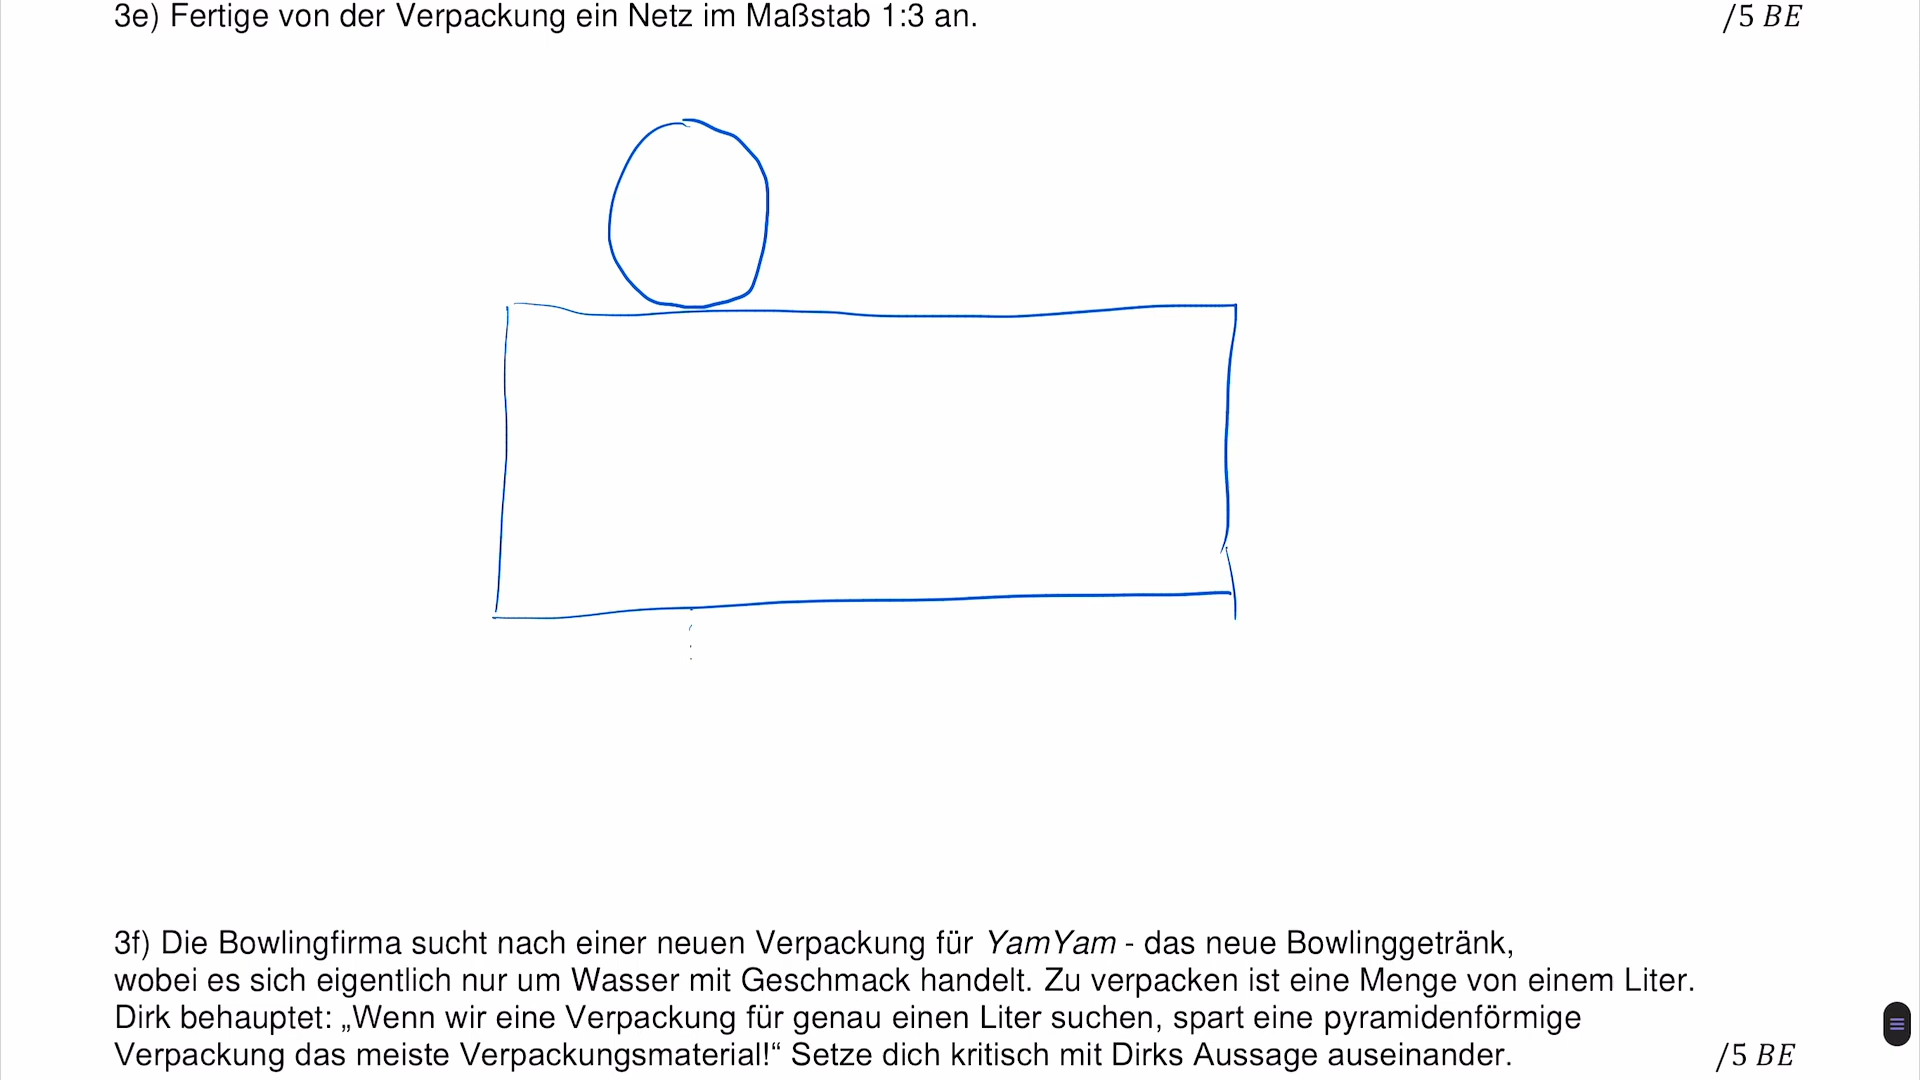 3e) Fertige von der Verpackung ein Netz im Maßstab 1:3 an. /5 BE
3f) Die Bowlingfirma sucht nach einer neuen Verpackung für YamYam - das neue Bowlinggetränk,
wobei es sich eigentlich nur um Wasser mit Geschmack handelt. Zu verpacken ist eine Menge von einem Liter.
Dirk behauptet: „Wenn wir eine Verpackung für genau einen Liter suchen, spart eine pyramidenförmige
Verpackung das meiste Verpackungsmaterial!“ Setze dich kritisch mit Dirks Aussage auseinander. /5 BE